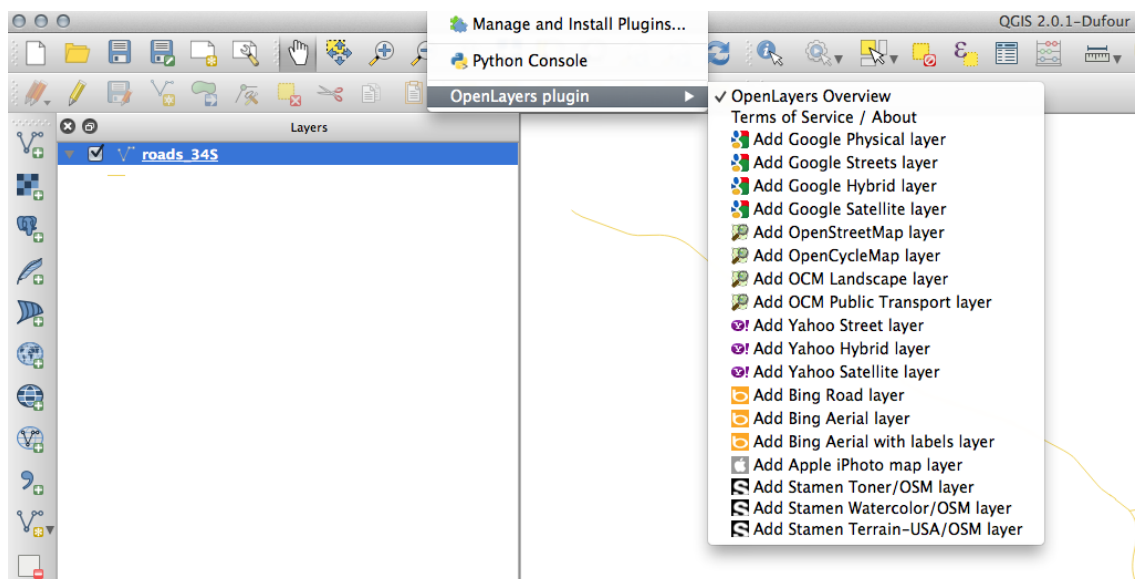 Manage and Install Plugins...
QGIS 2.0.1-Dufour
Python Console
OpenLayers plugin
Layers
roads_34S
✓ OpenLayers Overview
Terms of Service / About
Add Google Physical layer
Add Google Streets layer
Add Google Hybrid layer
Add Google Satellite layer
Add OpenStreetMap layer
Add OpenCycleMap layer
Add OCM Landscape layer
Add OCM Public Transport layer
Y! Add Yahoo Street layer
Y! Add Yahoo Hybrid layer
Y! Add Yahoo Satellite layer
b Add Bing Road layer
b Add Bing Aerial layer
b Add Bing Aerial with labels layer
Add Apple iPhoto map layer
S Add Stamen Toner/OSM layer
S Add Stamen Watercolor/OSM layer
S Add Stamen Terrain-USA/OSM layer